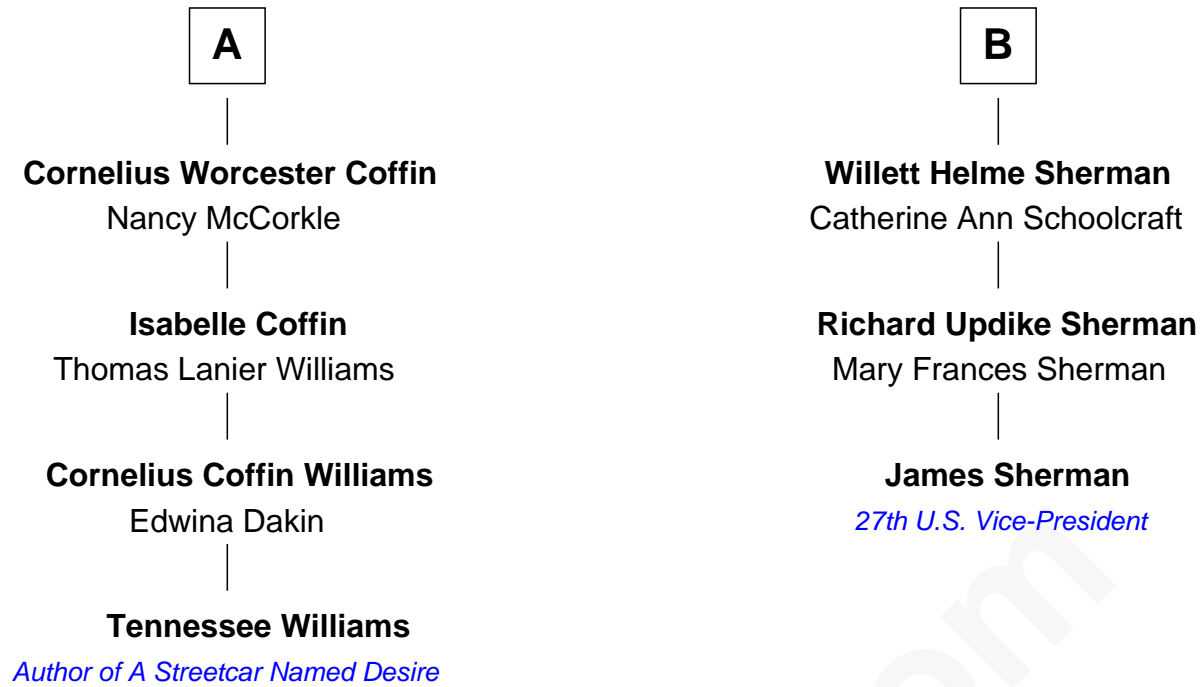 A
Cornelius Worcester Coffin
Nancy McCorkle
Isabelle Coffin
Thomas Lanier Williams
Cornelius Coffin Williams
Edwina Dakin
Tennessee Williams
Author of A Streetcar Named Desire
B
Willett Helme Sherman
Catherine Ann Schoolcraft
Richard Updike Sherman
Mary Frances Sherman
James Sherman
27th U.S. Vice-President
om